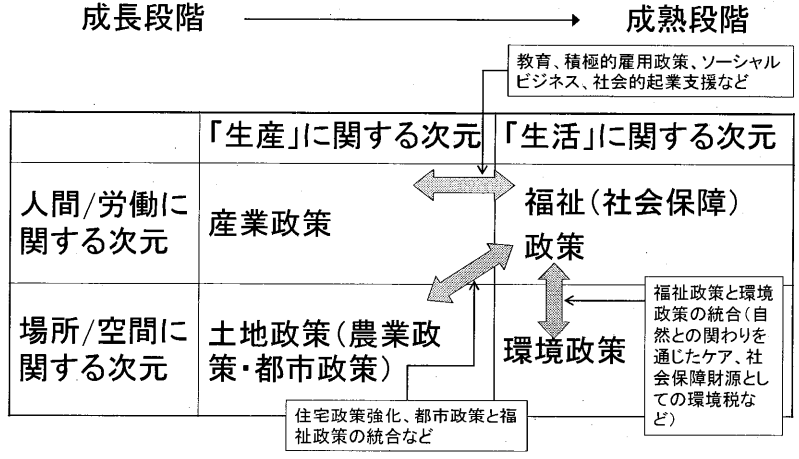 成長段階
成熟段階
教育、積極的雇用政策、ソーシャル
ビジネス、社会的起業支援など
「生産」に関する次元
「生活」に関する次元
人間/労働に
関する次元
産業政策
福祉(社会保障)
政策
場所/空間に
関する次元
土地政策(農業政
策・都市政策)
環境政策
福祉政策と環境
政策の統合(自
然との関わりを
通じたケア、社
会保障財源とし
ての環境税な
ど)
住宅政策強化、都市政策と福
祉政策の統合など